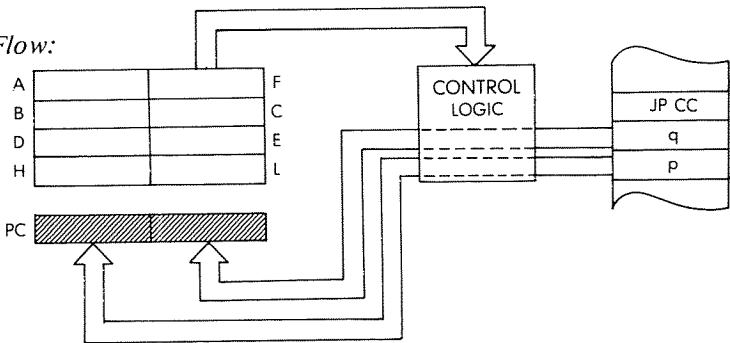 Flow:
A F
B C
D E
H L
PC
CONTROL
LOGIC
JP CC
q
p